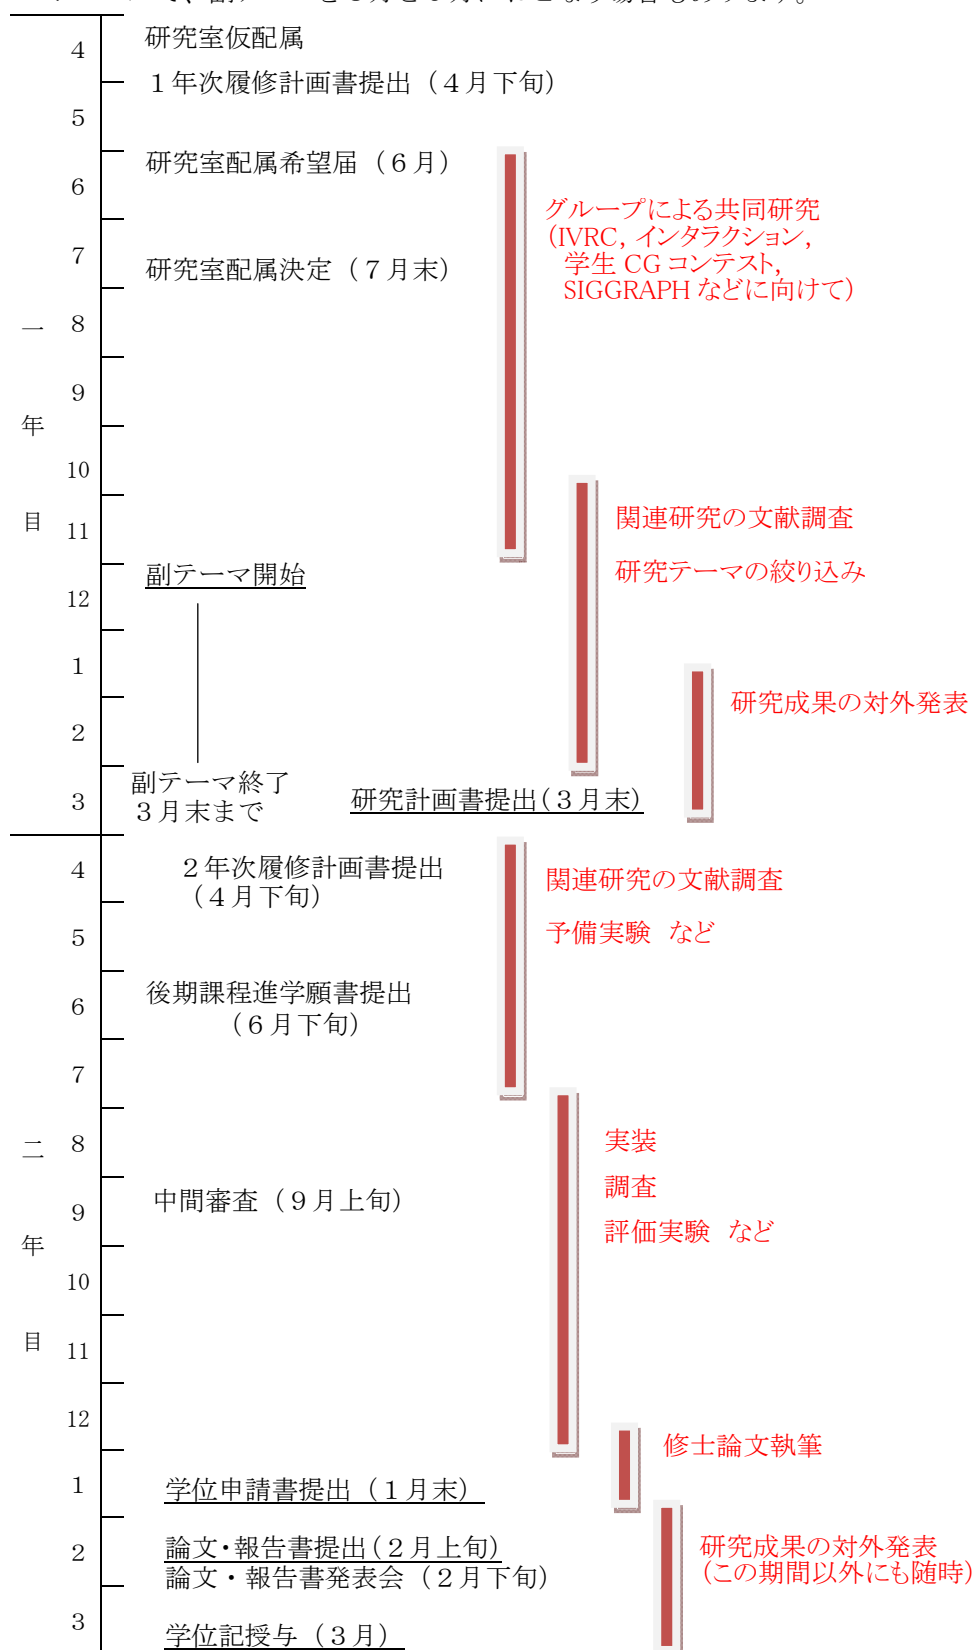 4
研究室仮配属
1年次履修計画書提出（4月下旬）
5
研究室配属希望届（6月）
6
グループによる共同研究
(IVRC, インタラクション,
学生 CG コンテスト,
SIGGRAPH などに向けて)
7
研究室配属決定（7月末）
一
8
9
年
10
目
11
関連研究の文献調査
副テーマ開始
研究テーマの絞り込み
12
1
研究成果の対外発表
2
副テーマ終了
3月末まで
3
研究計画書提出(3月末)
4
2年次履修計画書提出
（4月下旬）
関連研究の文献調査
5
予備実験 など
後期課程進学願書提出
（6月下旬）
6
7
二
8
実装
調査
9
中間審査（9月上旬）
評価実験 など
年
10
目
11
12
修士論文執筆
1
学位申請書提出（1月末）
2
論文・報告書提出(2月上旬)
論文・報告書発表会（2月下旬）
研究成果の対外発表
(この期間以外にも随時)
3
学位記授与（3月）